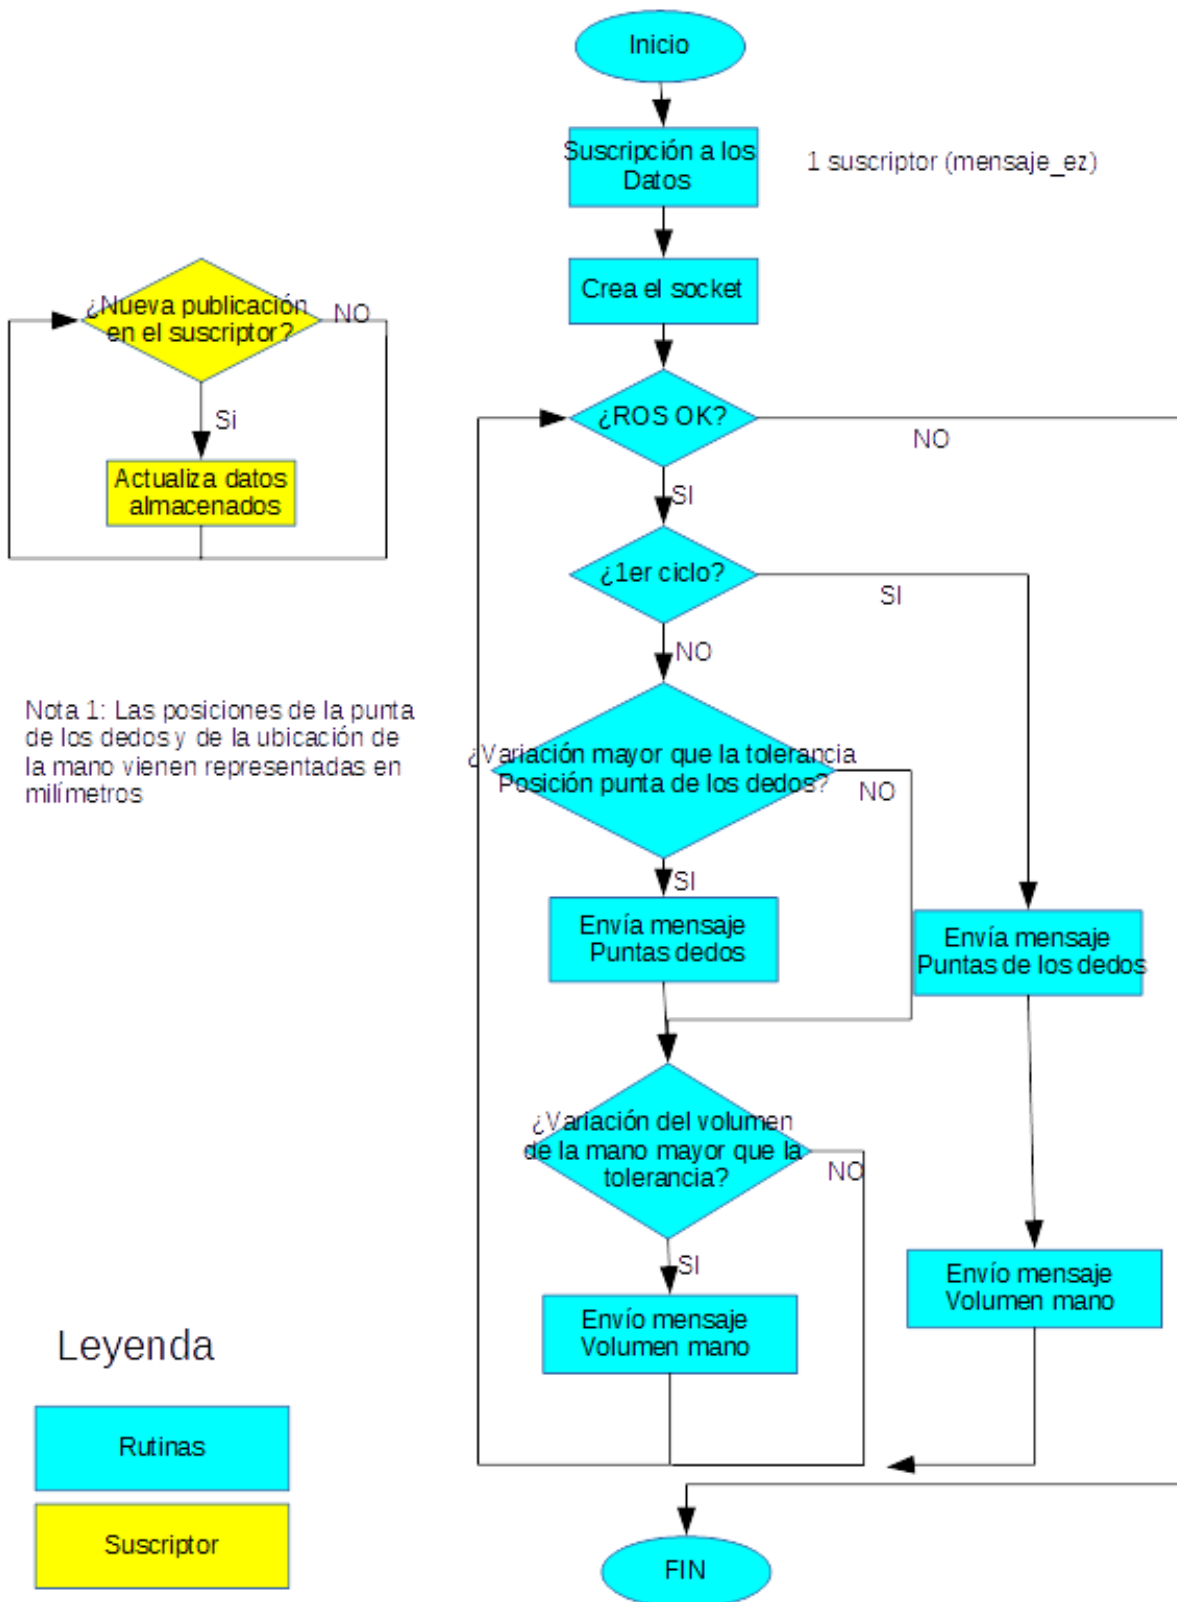 Inicio
Suscripción a los
Datos
1 suscriptor (mensaje_ez)
Crea el socket
¿Nueva publicación
en el suscriptor?
NO
Si
Actualiza datos
almacenados
¿ROS OK?
NO
SI
¿1er ciclo?
SI
NO
Nota 1: Las posiciones de la punta
de los dedos y de la ubicación de
la mano vienen representadas en
milímetros
¿Variación mayor que la tolerancia
Posición punta de los dedos?
NO
SI
Envía mensaje
Puntas dedos
Envía mensaje
Puntas de los dedos
¿Variación del volumen
de la mano mayor que la
tolerancia?
NO
SI
Envío mensaje
Volumen mano
Envío mensaje
Volumen mano
Leyenda
Rutinas
Suscriptor
FIN